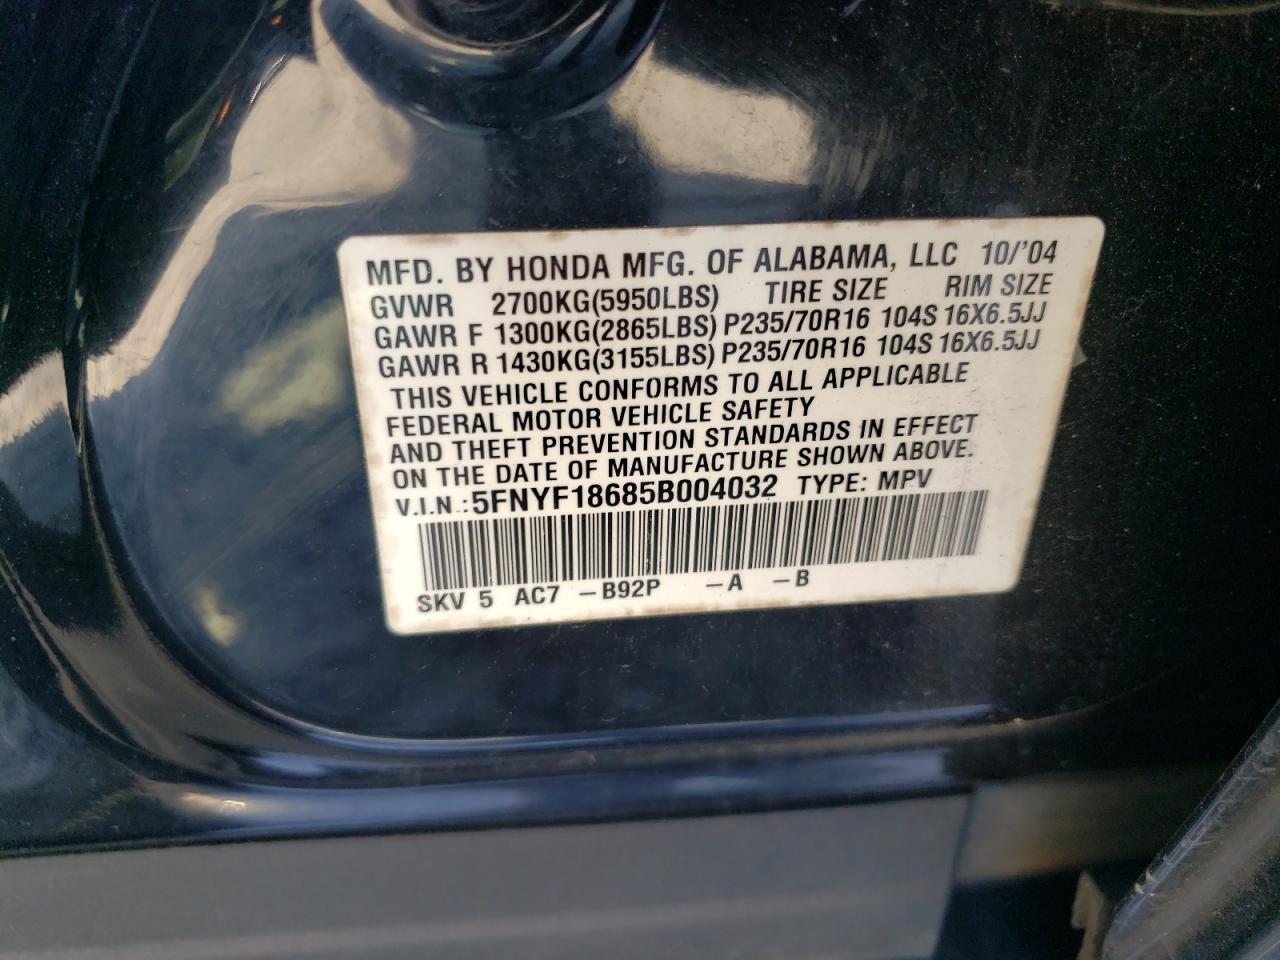 MFD. BY HONDA MFG. OF ALABAMA, LLC 10/'04
GVWR 2700KG(5950LBS) TIRE SIZE RIM SIZE
GAWR F 1300KG(2865LBS) P235/70R16 104S 16X6.5JJ
GAWR R 1430KG(3155LBS) P235/70R16 104S 16X6.5JJ
THIS VEHICLE CONFORMS TO ALL APPLICABLE
FEDERAL MOTOR VEHICLE SAFETY
AND THEFT PREVENTION STANDARDS IN EFFECT
ON THE DATE OF MANUFACTURE SHOWN ABOVE.
V.I.N.:5FNYF18685B004032 TYPE: MPV
SKV 5 AC7 -B92P -A -B